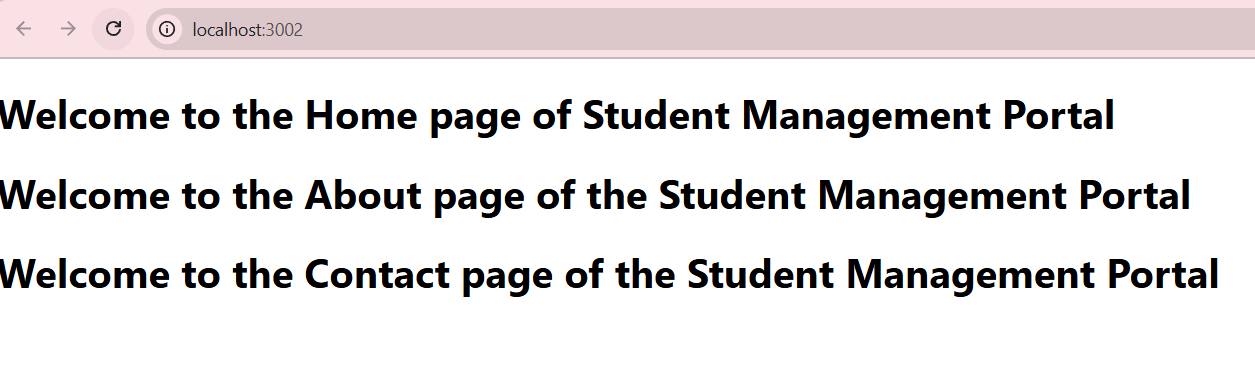 localhost:3002
Welcome to the Home page of Student Management Portal
Welcome to the About page of the Student Management Portal
Welcome to the Contact page of the Student Management Portal